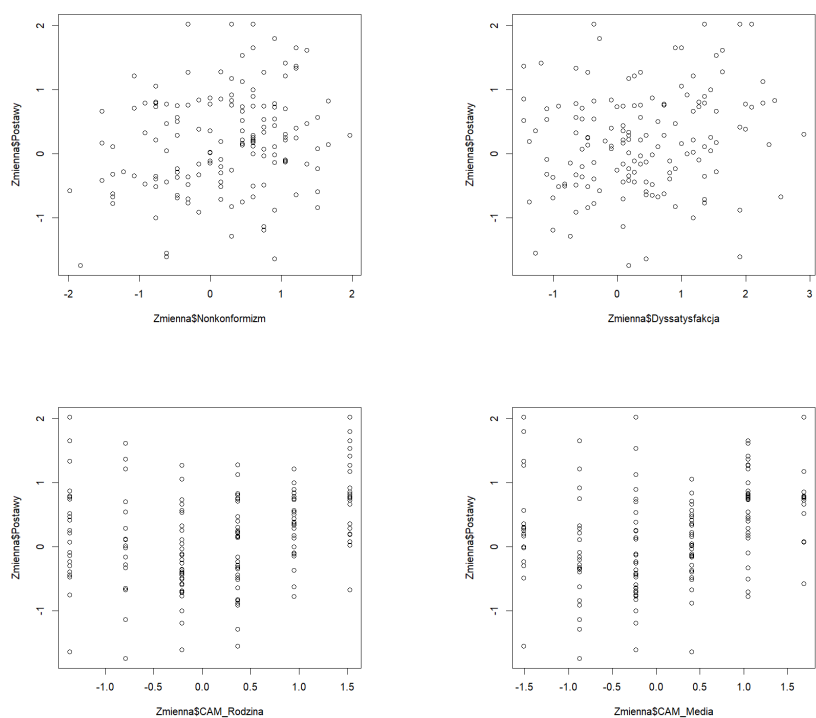 Zmienna$Postawy
2
1
0
-1
-2 -1 0 1 2
Zmienna$Nonkonformizm
Zmienna$Postawy
2
1
0
-1
-1 0 1 2 3
Zmienna$Dyssatysfakcja
Zmienna$Postawy
2
1
0
-1
-1.0 -0.5 0.0 0.5 1.0 1.5
Zmienna$CAM_Rodzina
Zmienna$Postawy
2
1
0
-1
-1.5 -1.0 -0.5 0.0 0.5 1.0 1.5
Zmienna$CAM_Media